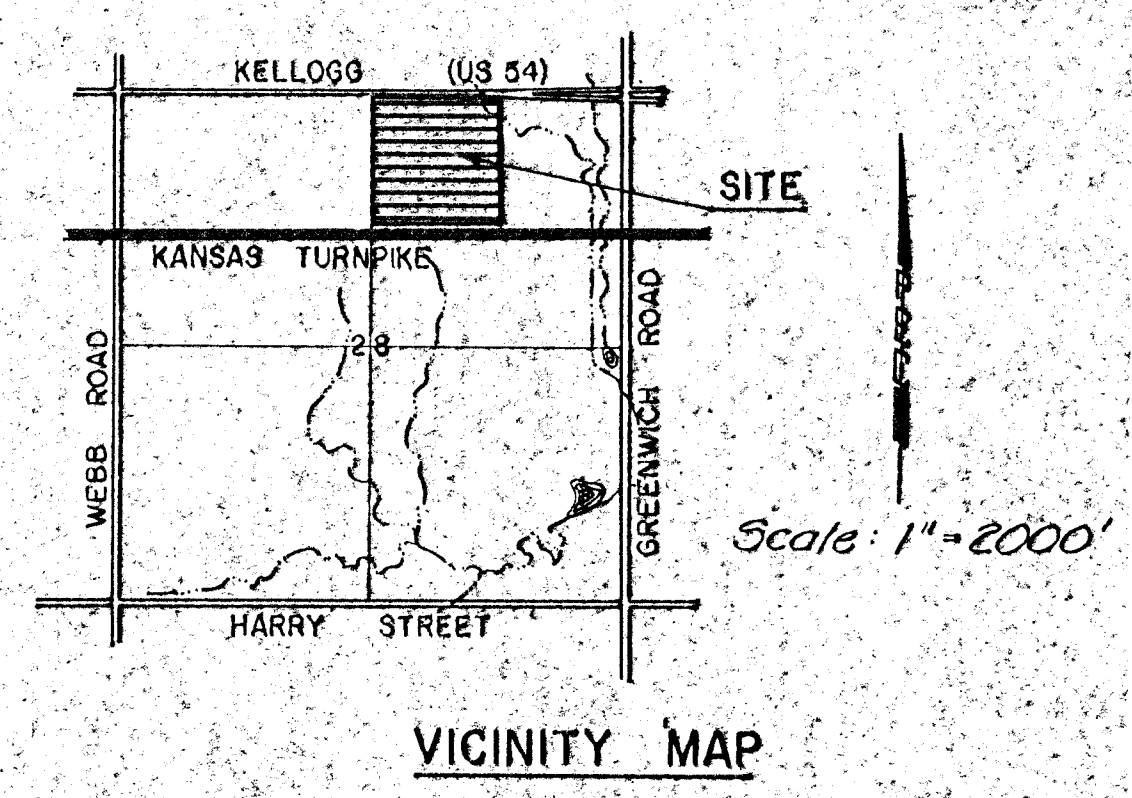 KELLOGG (US 54)
SITE
KANSAS TURNPIKE
28
WEBB ROAD
GREENWICH ROAD
Scale: 1" = 2000'
HARRY STREET
VICINITY MAP